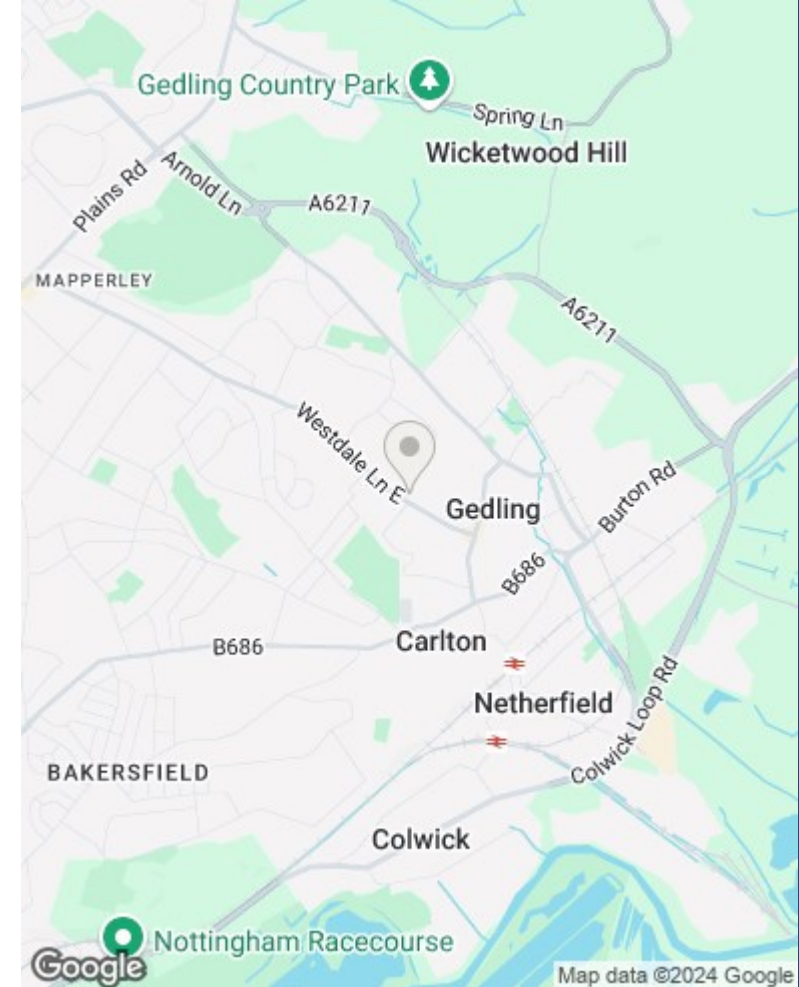 Gedling Country Park
Spring Ln
Wicketwood Hill
Plains Rd
Arnold Ln
A6211
MAPPERLEY
A6211
Westdale Ln E
Gedling
Burton Rd
B686
B686
Carlton
Netherfield
Colwick Loop Rd
BAKERSFIELD
Colwick
Nottingham Racecourse
Google
Map data ©2024 Google